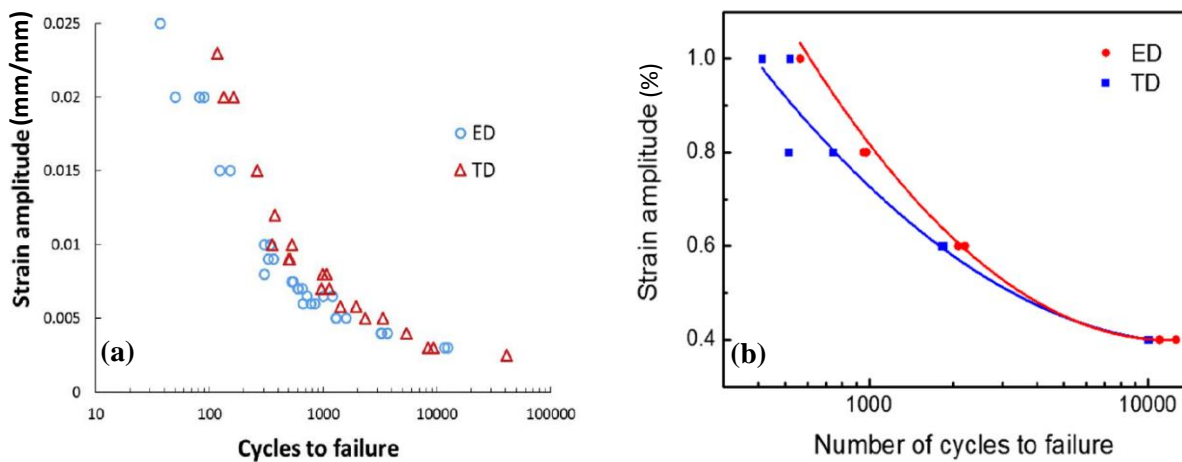 0.025
0.02
0.015
0.01
0.005
0
10
100
1000
10000
100000
Strain amplitude(mm/mm)
Cycles to failure
ED
TD
(a)
1.0
0.8
0.6
0.4
1000
10000
Strain amplitude (%)
Number of cycles to failure
ED
TD
(b)